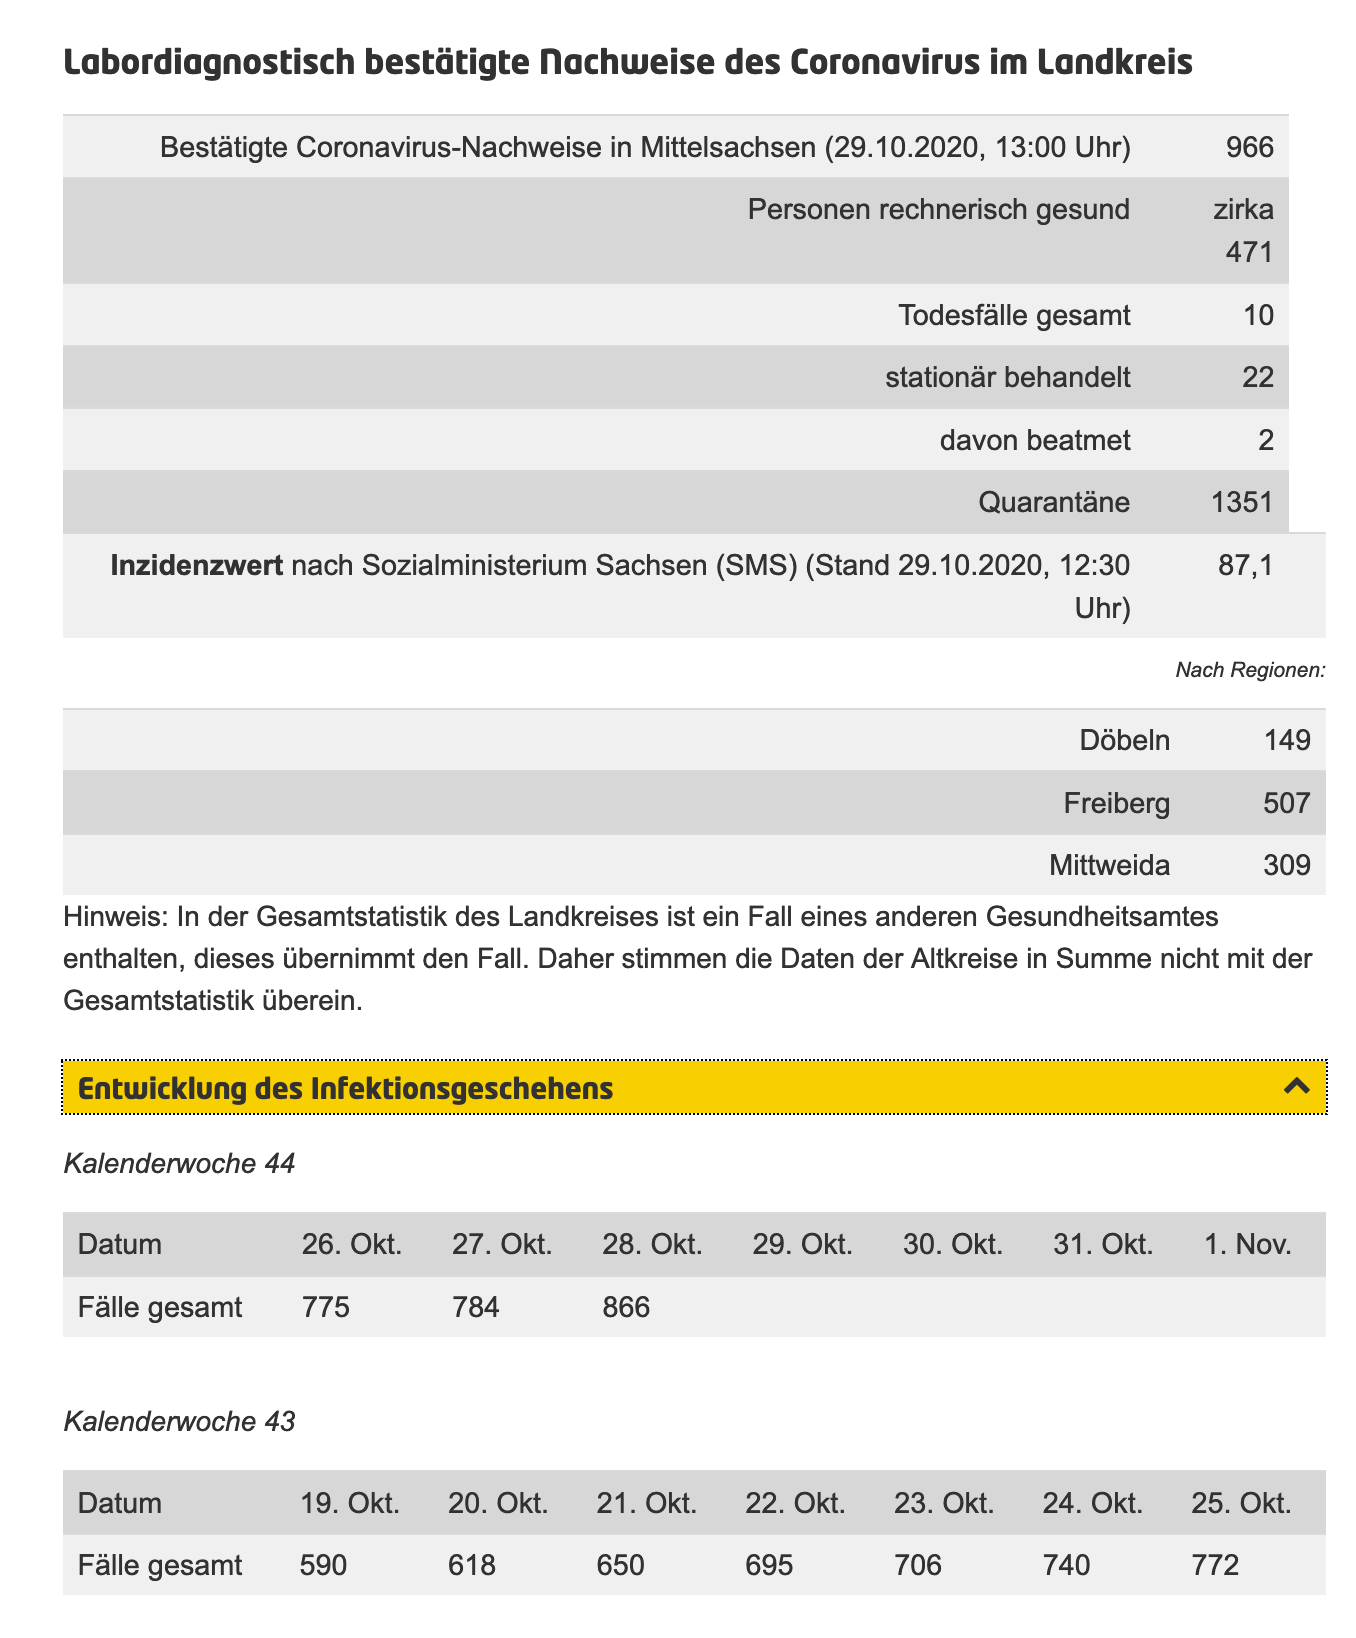 Labordiagnostisch bestätigte Nachweise des Coronavirus im Landkreis
Bestätigte Coronavirus-Nachweise in Mittelsachsen (29.10.2020, 13:00 Uhr) 966
Personen rechnerisch gesund zirka
471
Todesfälle gesamt 10
stationär behandelt 22
davon beatmet 2
Quarantäne 1351
Inzidenzwert nach Sozialministerium Sachsen (SMS) (Stand 29.10.2020, 12:30 87,1
Uhr)
Nach Regionen:
Döbeln 149
Freiberg 507
Mittweida 309
Hinweis: In der Gesamtstatistik des Landkreises ist ein Fall eines anderen Gesundheitsamtes
enthalten, dieses übernimmt den Fall. Daher stimmen die Daten der Altkreise in Summe nicht mit der
Gesamtstatistik überein.
Entwicklung des Infektionsgeschehens
Kalenderwoche 44
Datum 26. Okt. 27. Okt. 28. Okt. 29. Okt. 30. Okt. 31. Okt. 1. Nov.
Fälle gesamt 775 784 866
Kalenderwoche 43
Datum 19. Okt. 20. Okt. 21. Okt. 22. Okt. 23. Okt. 24. Okt. 25. Okt.
Fälle gesamt 590 618 650 695 706 740 772